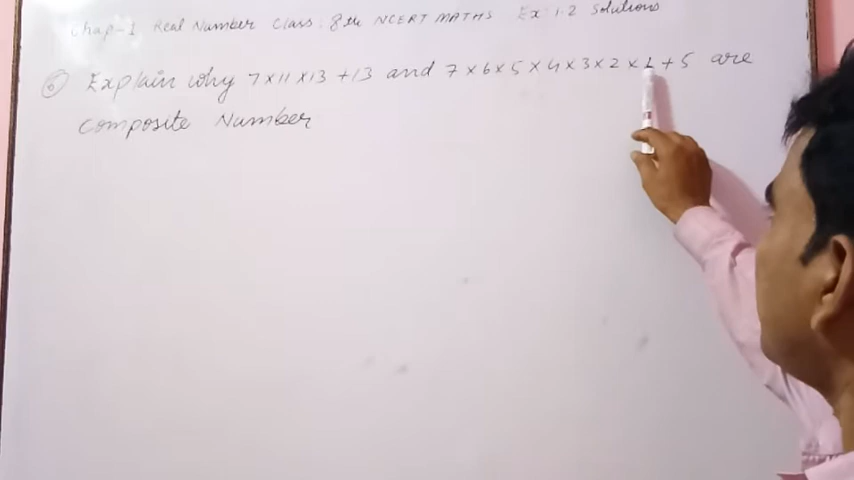 Chap-1 Real Number Class: 8th NCERT MATHS Ex: 1.2 Solutions
6) Explain why 7×11×13 +13 and 7×6×5×4×3×2×1+5 are
Composite Number